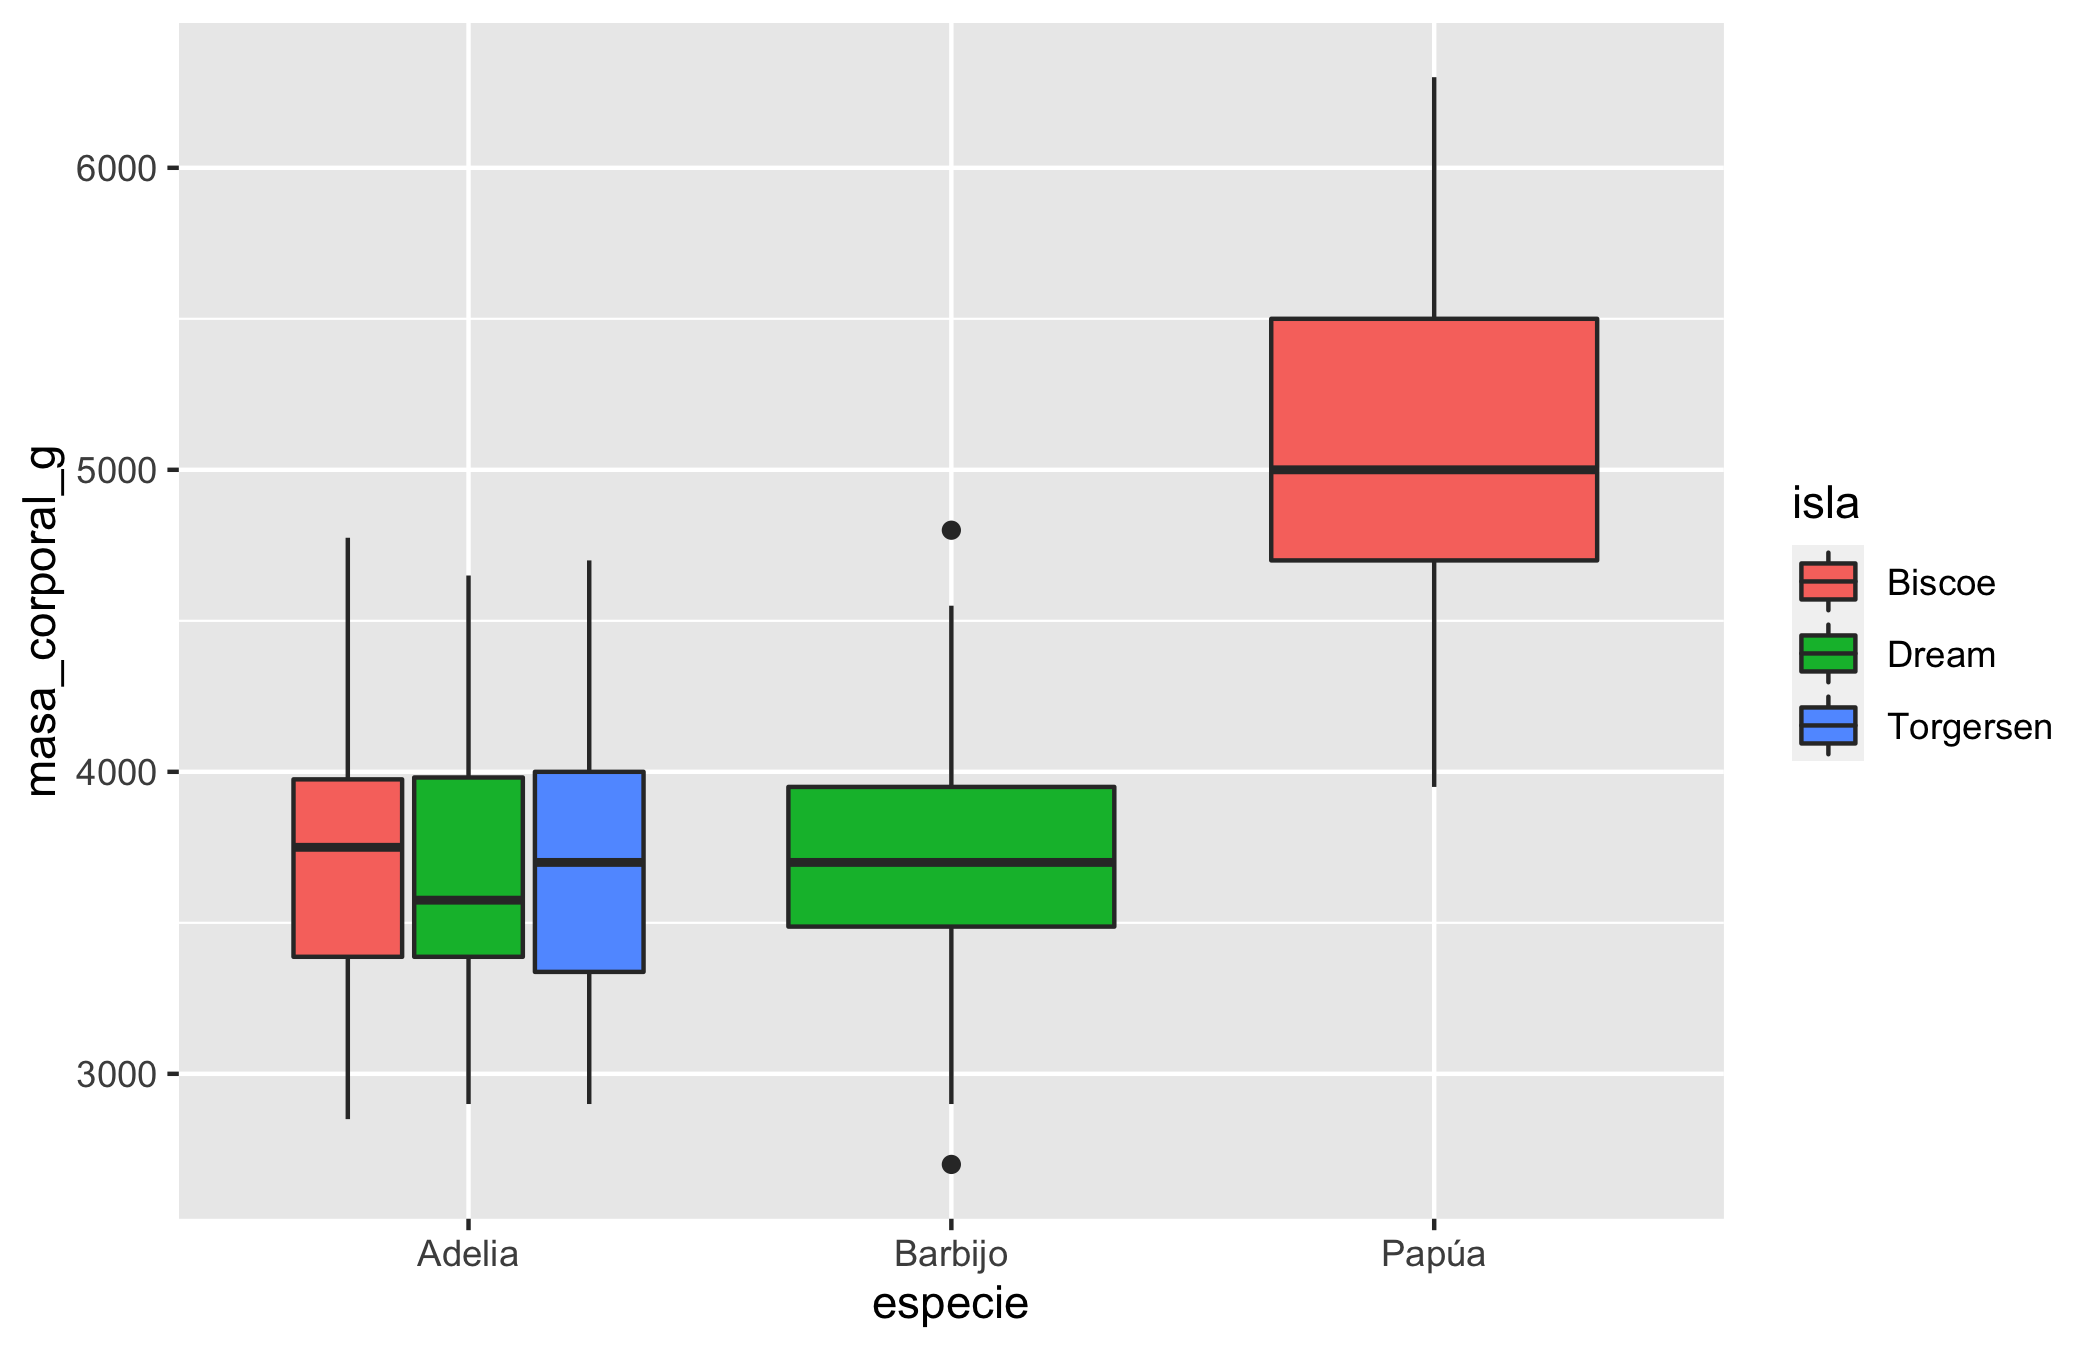 masa_corporal_g
6000
5000
4000
3000
Adelia
Barbijo
Papúa
especie
isla
Biscoe
Dream
Torgersen